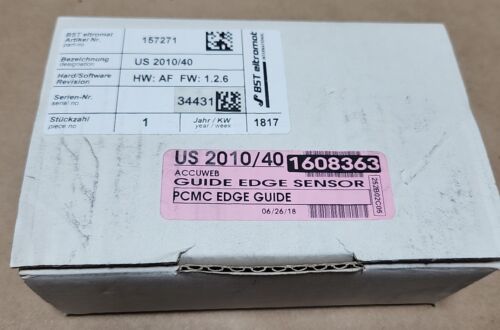 BST eltromat
Artikel Nr.
part-no
157271
Bezeichnung
designation
US 2010/40
Hard/Software
Revision
HW: AF FW: 1.2.6
Serien-Nr.
serial no
34431
Stückzahl
piece no
1
Jahr / KW
year / week
1817
BST eltromat
INTERNATIONAL
US 2010/40
1608363
ACCUWEB
GUIDE EDGE SENSOR
PCMC EDGE GUIDE
06/26/18